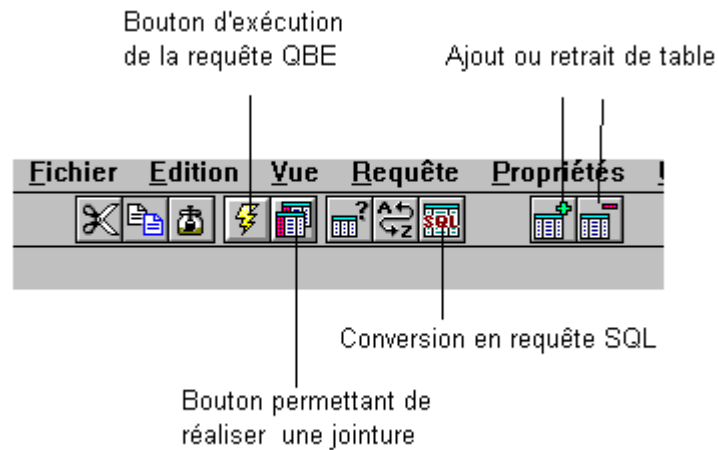 Bouton d'exécution
de la requête QBE
Ajout ou retrait de table
Fichier Edition Vue Requête Propriétés
? A Z SQL
Conversion en requête SQL
Bouton permettant de
réaliser une jointure